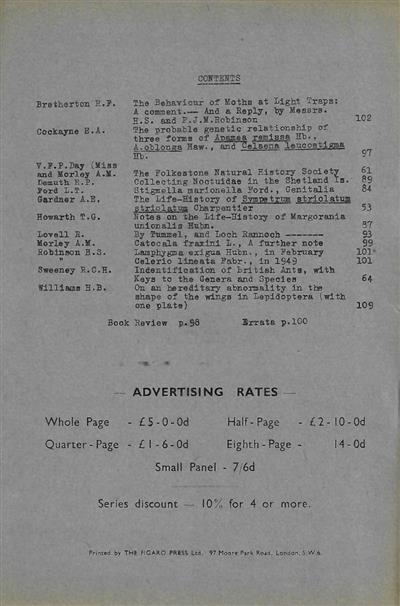 CONTENTS
Bretherton R.F. The Behaviour of Moths at Light Traps:
A comment.— And a Reply, by Messrs.
H.S. and P.J.M.Robinson 102
Cockayne E.A. The probable genetic relationship of
three forms of Apamea remissa Hb.,
A.oblonga Haw., and Celaena leucostigma
Hb. 97
V.F.P.Day (Miss
and Morley A.M. The Folkestone Natural History Society 61
Demuth R.P. Collecting Noctuidae in the Shetland Is. 89
Ford L.T. Stigmella marionella Ford., Genitalia 84
Gardner A.E. The Life-History of Sympetrum striolatum
striolatum Charpentier 53
Howarth T.G. Notes on the Life-History of Margorania
unionalis Hubn. 87
Lovell R. By Tummel, and Loch Rannoch ------- 93
Morley A.M. Catocala fraxini L., A further note 99
Robinson H.S. Laphygma exigua Hubn., in February 101
" Celerio lineata Fabr., in 1949 101
Sweeney R.C.H. Indentification of British Ants, with
Keys to the Genera and Species 64
Williams H.B. On an hereditary abnormality in the
shape of the wings in Lepidoptera (with
one plate) 109
Book Review p.98 Errata p.100
— ADVERTISING RATES —
Whole Page - £5-0-0d Half-Page - £2-10-0d
Quarter-Page - £1-6-0d Eighth-Page - 14-0d
Small Panel - 7/6d
Series discount — 10% for 4 or more.
Printed by THE FIGARO PRESS Ltd. 97 Moore Park Road, London, S.W.6.